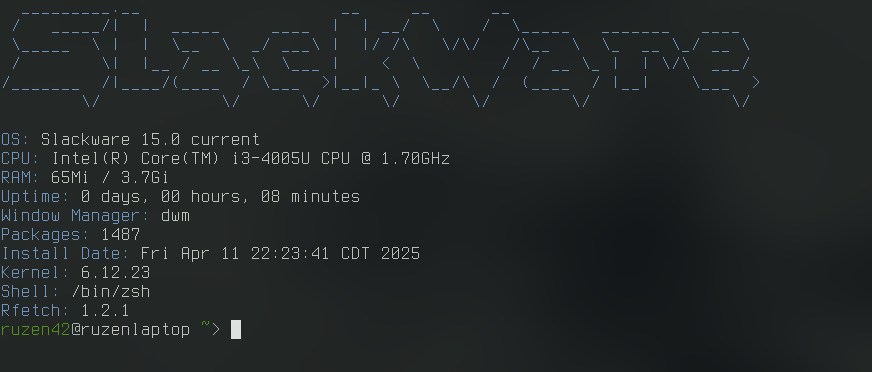 SlackWare
OS: Slackware 15.0 current
CPU: Intel(R) Core(TM) i3-4005U CPU @ 1.70GHz
RAM: 65Mi / 3.7Gi
Uptime: 0 days, 00 hours, 08 minutes
Window Manager: dwm
Packages: 1487
Install Date: Fri Apr 11 22:23:41 CDT 2025
Kernel: 6.12.23
Shell: /bin/zsh
Rfetch: 1.2.1
ruzen42@ruzenlaptop ~>